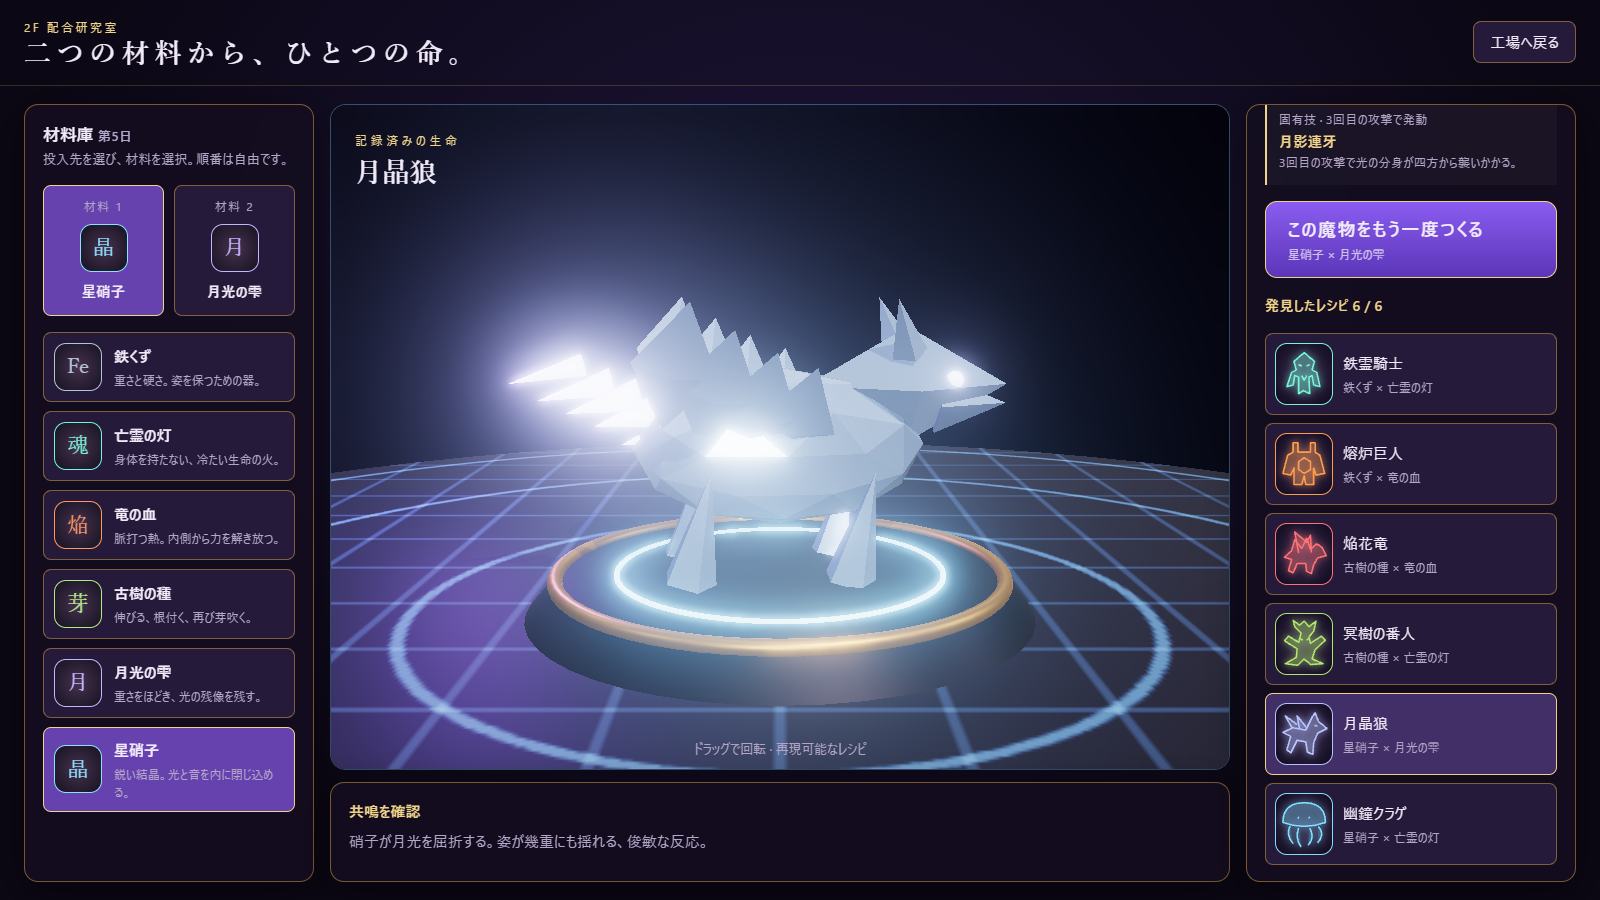 2F 配合研究室
二つの材料から、ひとつの命。
工場へ戻る
材料庫 第5日
投入先を選び、材料を選択。順番は自由です。
材料 1
晶
星硝子
材料 2
月
月光の雫
Fe
鉄くず
重さと硬さ。姿を保つための器。
魂
亡霊の灯
身体を持たない、冷たい生命の火。
焔
竜の血
脈打つ熱。内側から力を解き放つ。
芽
古樹の種
伸びる、根付く、再び芽吹く。
月
月光の雫
重さをほどき、光の残像を残す。
晶
星硝子
鋭い結晶。光と音を内に閉じ込め
る。
記録済みの生命
月晶狼
ドラッグで回転 · 再現可能なレシピ
共鳴を確認
硝子が月光を屈折する。姿が幾重にも揺れる、俊敏な反応。
固有技 · 3回目の攻撃で発動
月影連牙
3回目の攻撃で光の分身が四方から襲いかかる。
この魔物をもう一度つくる
星硝子 × 月光の雫
発見したレシピ 6 / 6
鉄霊騎士
鉄くず × 亡霊の灯
熔炉巨人
鉄くず × 竜の血
焔花竜
古樹の種 × 竜の血
冥樹の番人
古樹の種 × 亡霊の灯
月晶狼
星硝子 × 月光の雫
幽鐘クラゲ
星硝子 × 亡霊の灯